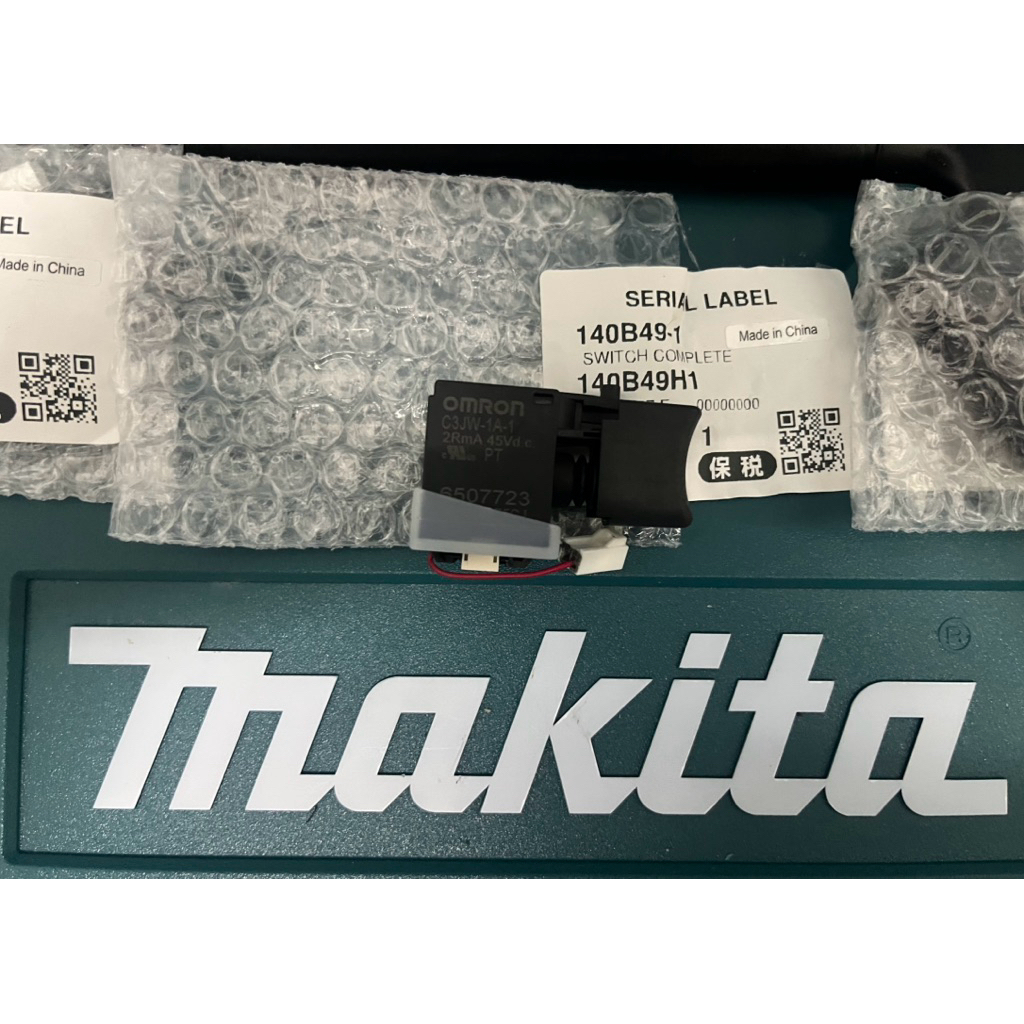 EL
Made in China
SERIAL LABEL
140B49-1
Made in China
SWITCH COMPLETE
140B49H1
00000000
1
保税
OMRON
C3JW-1A-1
2RmA 45Vd c
PT
6507723
makita
®